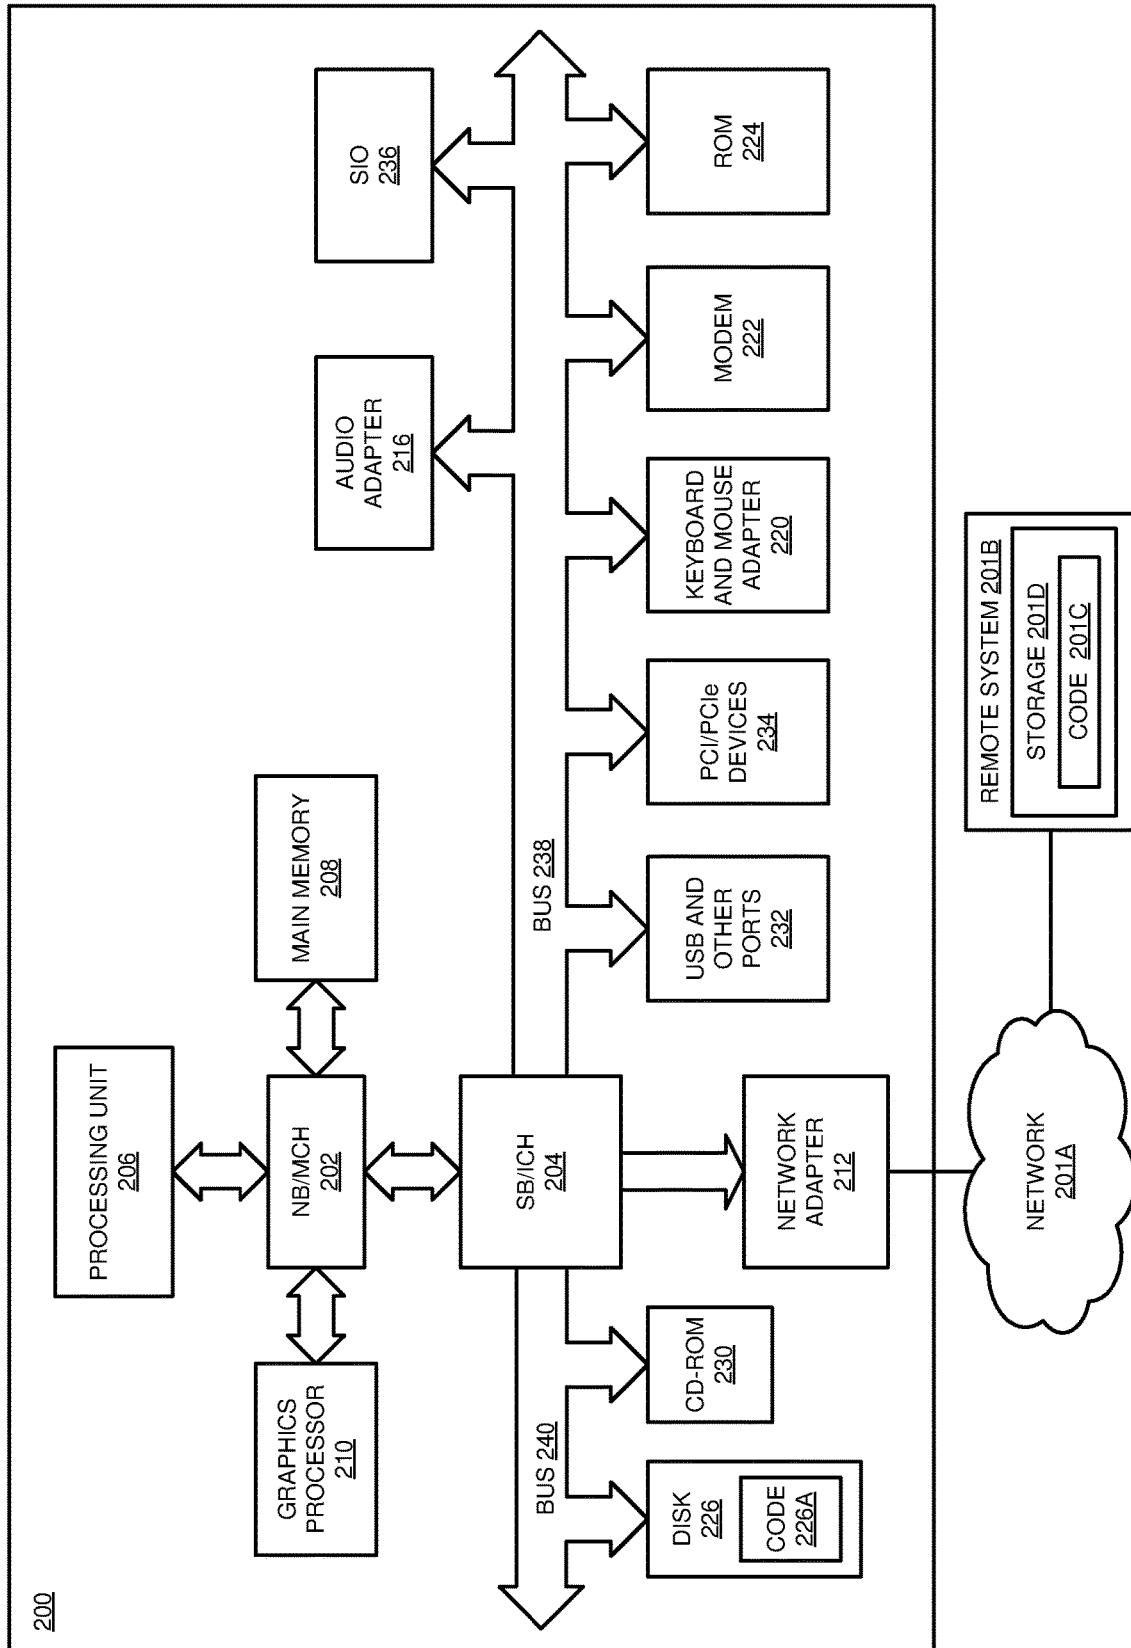 200
PROCESSING UNIT
206
GRAPHICS
PROCESSOR
210
NB/MCH
202
MAIN MEMORY
208
AUDIO
ADAPTER
216
SIO
236
SB/ICH
204
BUS 240
BUS 238
DISK
226
CODE
226A
CD-ROM
230
USB AND
OTHER
PORTS
232
PCI/PCIe
DEVICES
234
KEYBOARD
AND MOUSE
ADAPTER
220
MODEM
222
ROM
224
NETWORK
ADAPTER
212
NETWORK
201A
REMOTE SYSTEM 201B
STORAGE 201D
CODE 201C